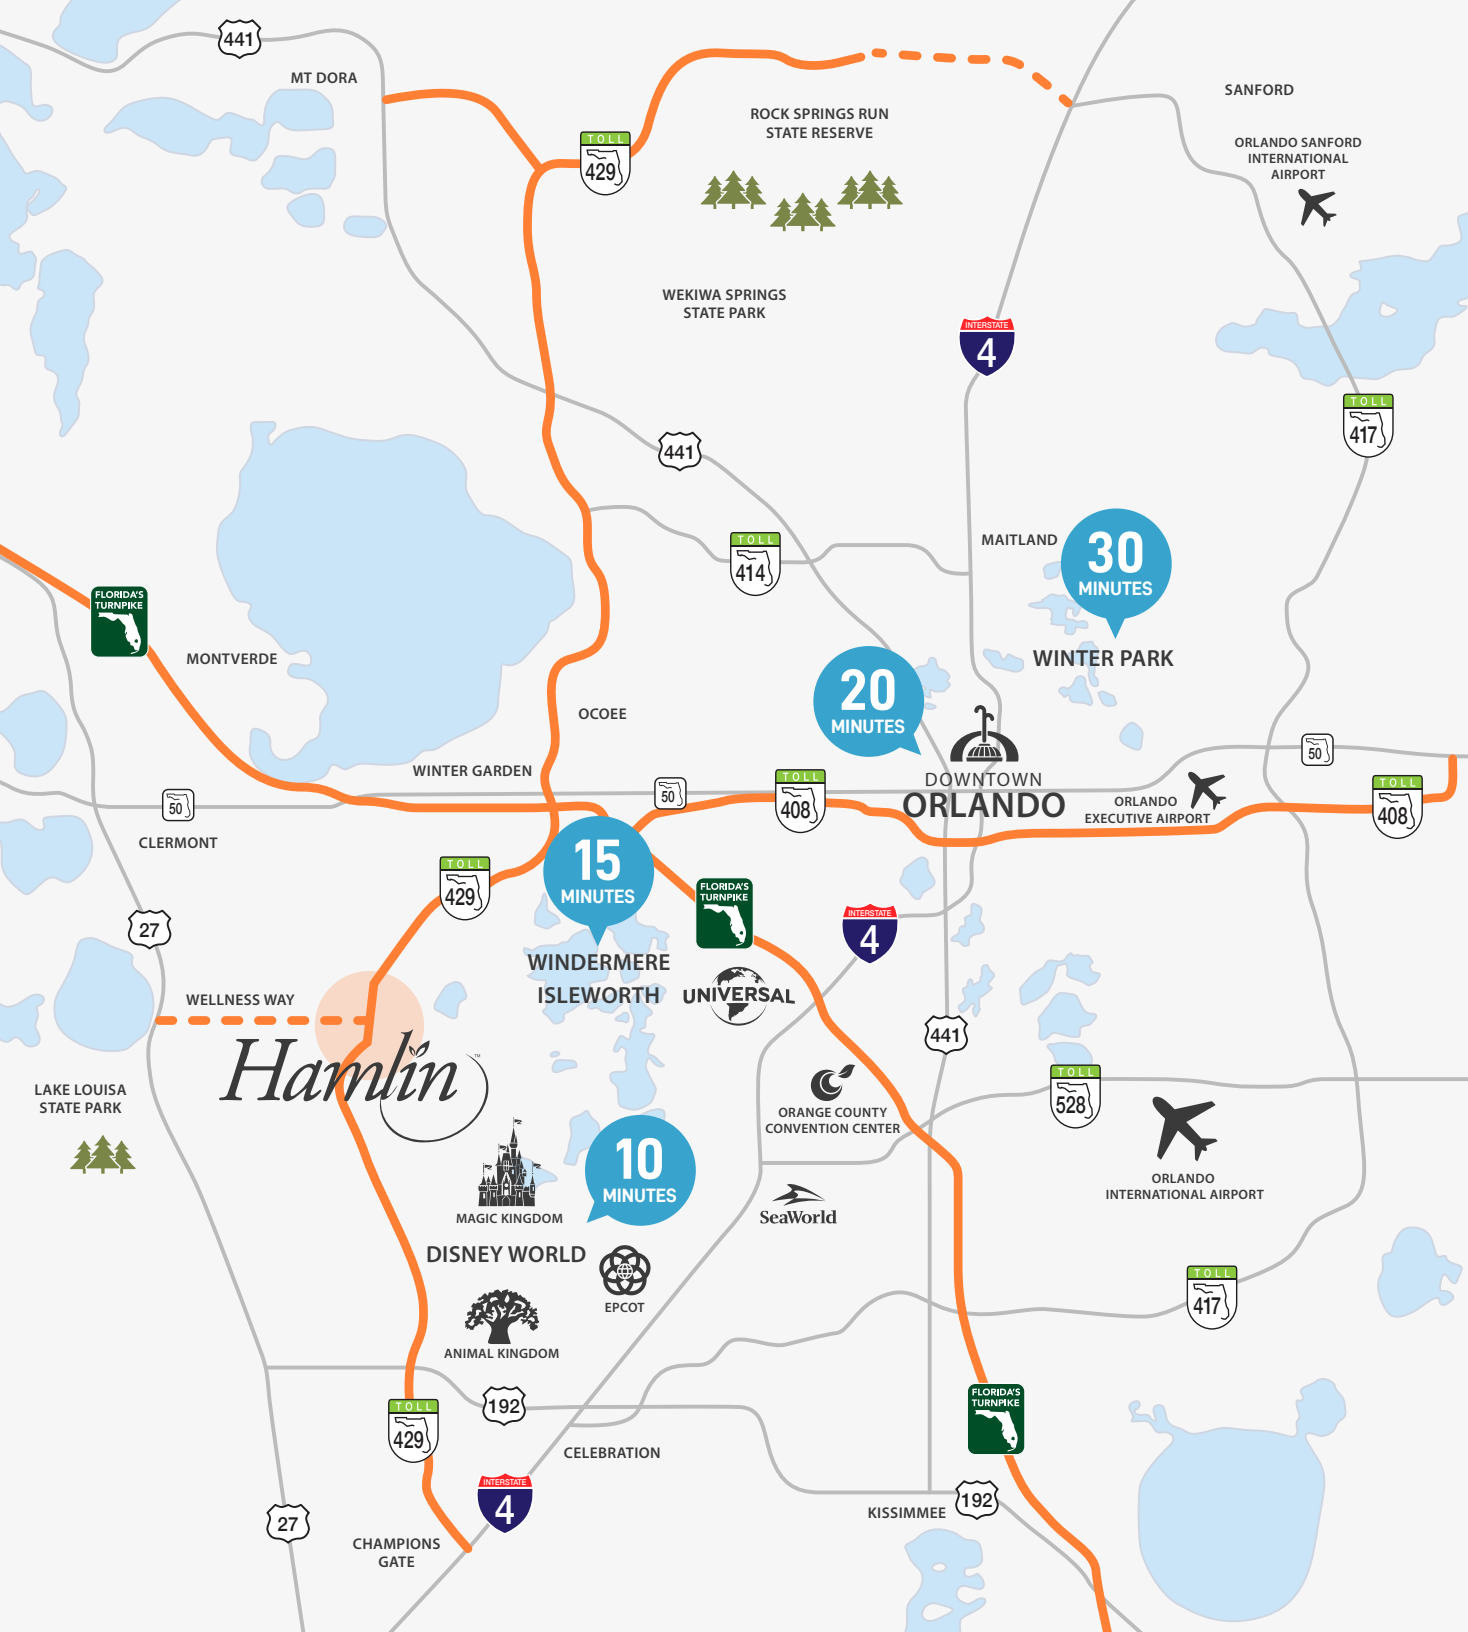 441
MT DORA
TOLL
429
ROCK SPRINGS RUN
STATE RESERVE
SANFORD
ORLANDO SANFORD
INTERNATIONAL
AIRPORT
WEKIWA SPRINGS
STATE PARK
INTERSTATE
4
TOLL
417
441
TOLL
414
MAITLAND
30
MINUTES
WINTER PARK
FLORIDA'S
TURNPIKE
MONTVERDE
20
MINUTES
OCOEE
WINTER GARDEN
50
50
TOLL
408
DOWNTOWN
ORLANDO
ORLANDO
EXECUTIVE AIRPORT
50
TOLL
408
CLERMONT
TOLL
429
15
MINUTES
WINDERMERE
ISLEWORTH
FLORIDA'S
TURNPIKE
INTERSTATE
4
27
UNIVERSAL
WELLNESS WAY
Hamlin
™
441
LAKE LOUISA
STATE PARK
ORANGE COUNTY
CONVENTION CENTER
TOLL
528
ORLANDO
INTERNATIONAL AIRPORT
10
MINUTES
MAGIC KINGDOM
SeaWorld
DISNEY WORLD
EPCOT
TOLL
417
ANIMAL KINGDOM
192
TOLL
429
FLORIDA'S
TURNPIKE
CELEBRATION
INTERSTATE
4
KISSIMMEE
192
27
CHAMPIONS
GATE